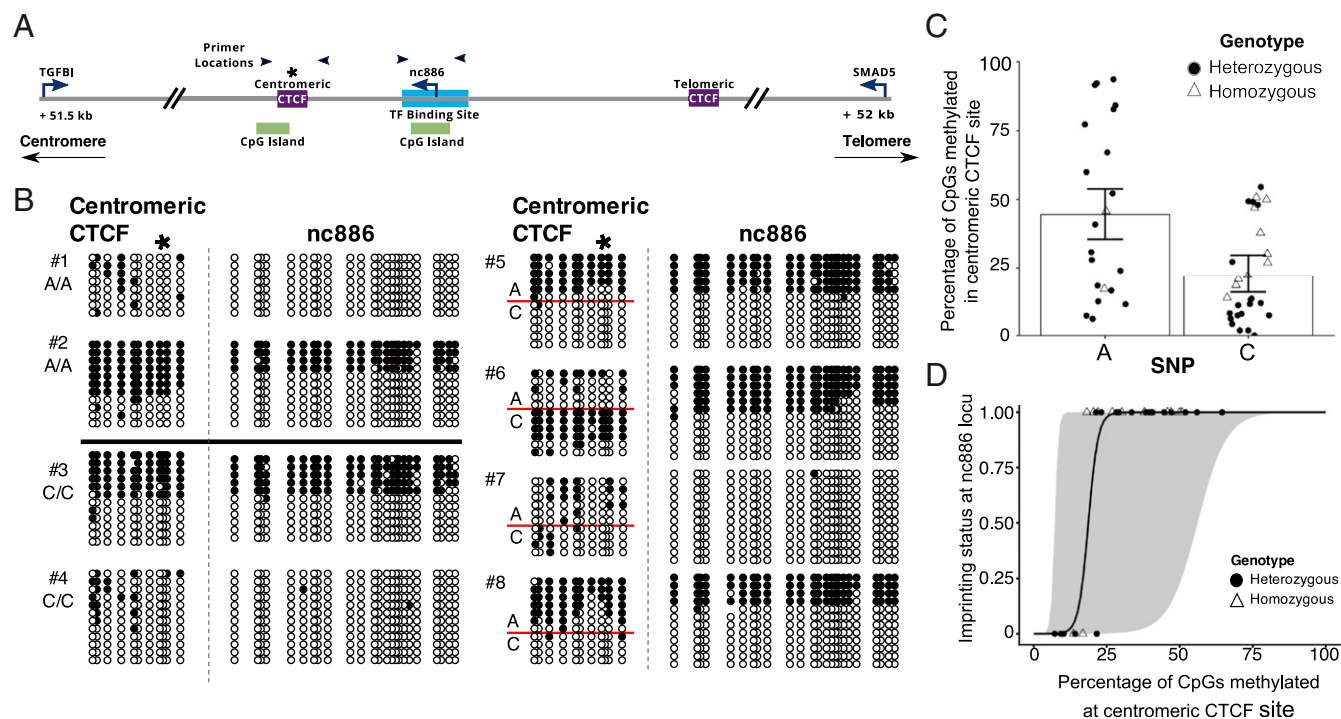 A
Primer
Locations
TGFBI
*
Centromeric
CTCF
nc886
Telomeric
CTCF
SMAD5
+ 51.5 kb
TF Binding Site
+ 52 kb
Centromere
CpG Island
CpG Island
Telomere
B
Centromeric
CTCF *
nc886
#1
A/A
#2
A/A
#3
C/C
#4
C/C
Centromeric
CTCF *
nc886
#5
A
C
#6
A
C
#7
A
C
#8
A
C
C
Genotype
Heterozygous
Homozygous
Percentage of CpGs methylated
in centromeric CTCF site
100
75
50
25
0
A
C
SNP
D
Imprinting status at nc886 locu
1.00
0.75
0.50
0.25
0
Genotype
Heterozygous
Homozygous
0
25
50
75
100
Percentage of CpGs methylated
at centromeric CTCF site